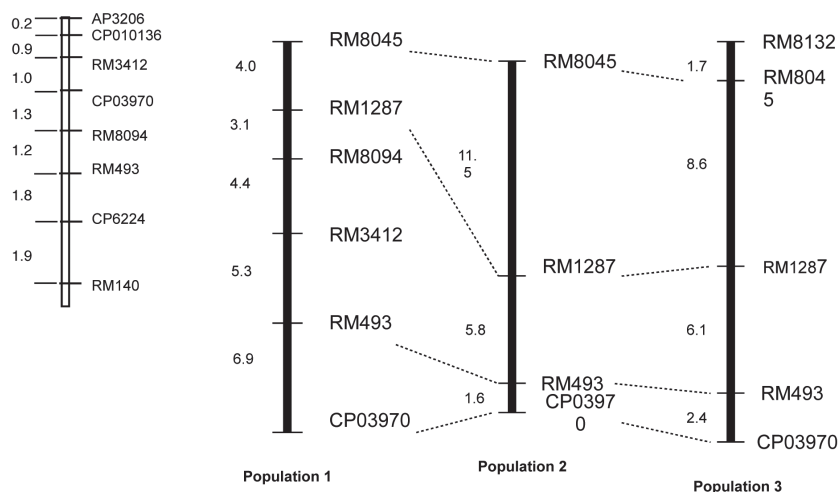 0.2
0.9
1.0
1.3
1.2
1.8
1.9
AP3206
CP010136
RM3412
CP03970
RM8094
RM493
CP6224
RM140
4.0
3.1
4.4
5.3
6.9
RM8045
RM1287
RM8094
RM3412
RM493
CP03970
Population 1
11.
5
5.8
1.6
RM8045
RM1287
RM493
CP0397
0
Population 2
1.7
8.6
6.1
2.4
RM8132
RM804
5
RM1287
RM493
CP03970
Population 3